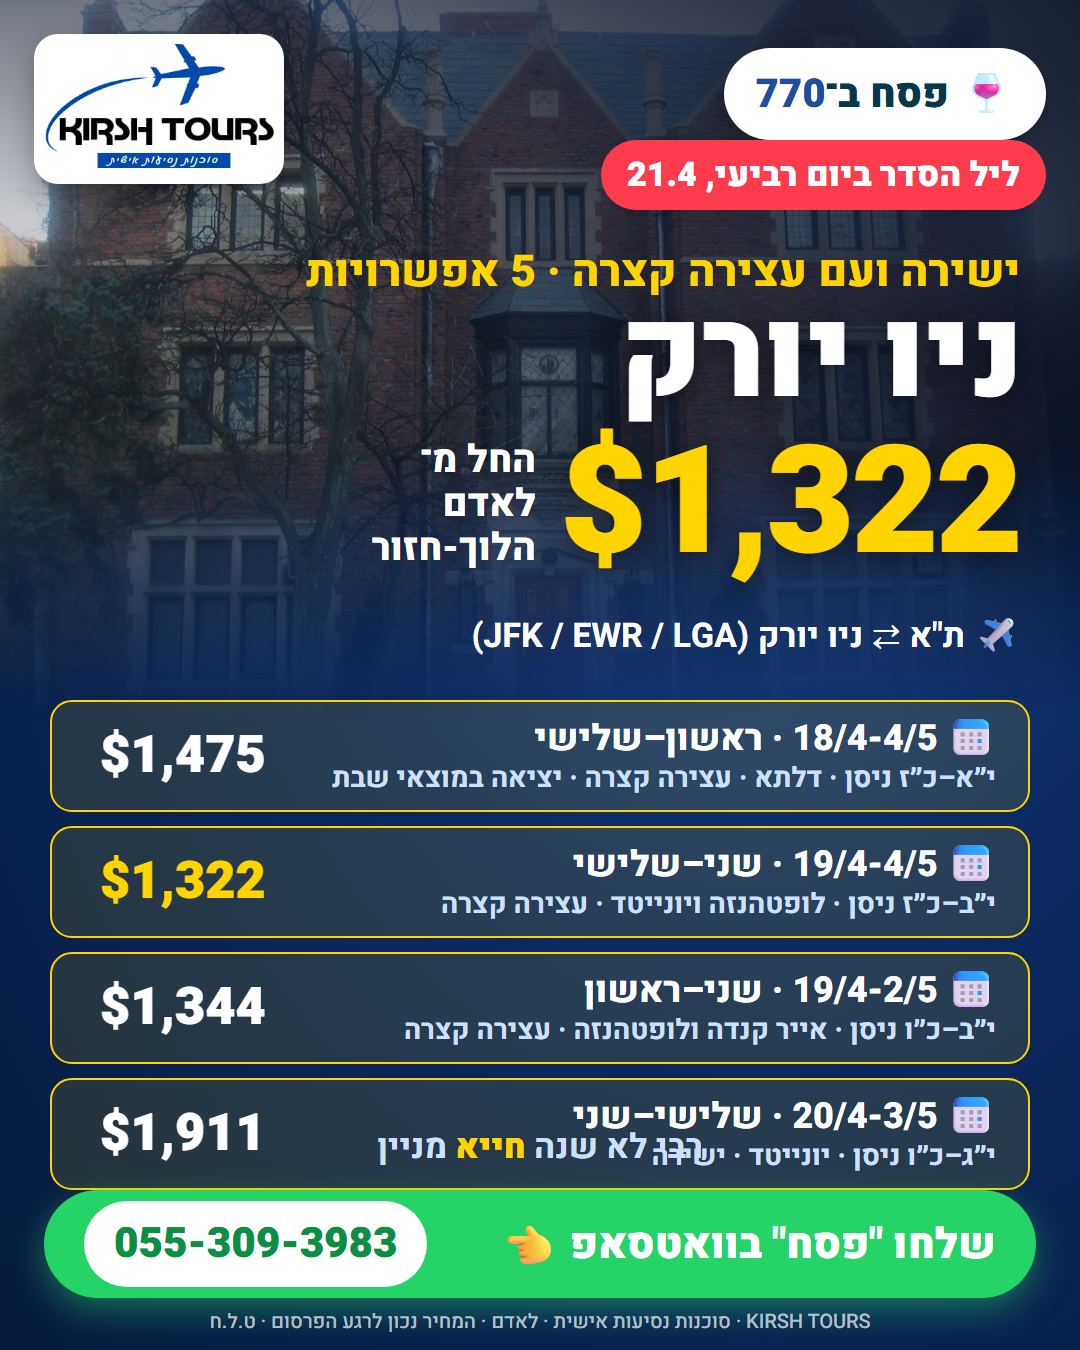 KIRSH TOURS
סוכנות נסיעות אישית
פסח ב־770
ליל הסדר ביום רביעי, 21.4
ישירה ועם עצירה קצרה · 5 אפשרויות
ניו יורק
$1,322
החל מ־
לאדם
הלוך-חזור
ת"א ⇄ ניו יורק (JFK / EWR / LGA)
18/4-4/5 · ראשון–שלישי
י״א–כ״ז ניסן · דלתא · עצירה קצרה · יציאה במוצאי שבת
$1,475
19/4-4/5 · שני–שלישי
י״ב–כ״ז ניסן · לופטהנזה ויונייטד · עצירה קצרה
$1,322
19/4-2/5 · שני–ראשון
י״ב–כ״ו ניסן · אייר קנדה ולופטהנזה · עצירה קצרה
$1,344
20/4-3/5 · שלישי–שני
י״ג–כ״ו ניסן · יונייטד · ישירה
$1,911
לא שנה חייא מניין
שלחו "פסח" בוואטסאפ
055-309-3983
KIRSH TOURS · סוכנות נסיעות אישית · לאדם · המחיר נכון לרגע הפרסום · ט.ל.ח